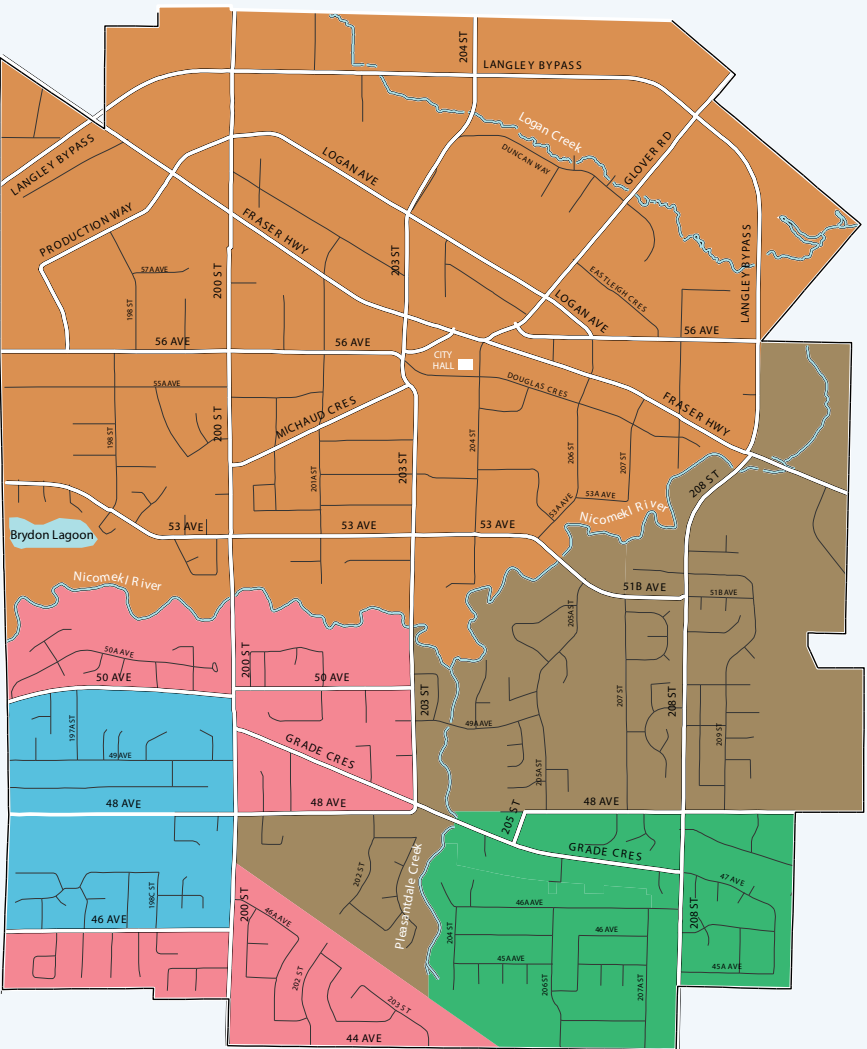 204 ST
LANGLEY BYPASS
Logan Creek
LANGLEY BYPASS
LOGAN AVE
DUNCAN WAY
GLOVER RD
PRODUCTION WAY
FRASER HWY
203 ST
200 ST
57A AVE
198 ST
EASTLEIGH CRES
LANGLEY BYPASS
LOGAN AVE
56 AVE
56 AVE
56 AVE
CITY
HALL
55A AVE
DOUGLAS CRES
FRASER HWY
MICHAUD CRES
200 ST
198 ST
204 ST
206 ST
207 ST
203 ST
201A ST
208 ST
53A AVE
53A AVE
Nicomekl River
53 AVE
53 AVE
53 AVE
Brydon Lagoon
Nicomekl River
51B AVE
51B AVE
205A ST
50A AVE
200 ST
50 AVE
50 AVE
203 ST
207 ST
208 ST
197A ST
49A AVE
209 ST
GRADE CRES
49 AVE
205A ST
48 AVE
48 AVE
48 AVE
205 ST
GRADE CRES
202 ST
Pleasantdale Creek
47 AVE
198C ST
200 ST
46A AVE
46A AVE
208 ST
46 AVE
204 ST
46 AVE
45A AVE
45A AVE
202 ST
206 ST
207A ST
203 ST
44 AVE